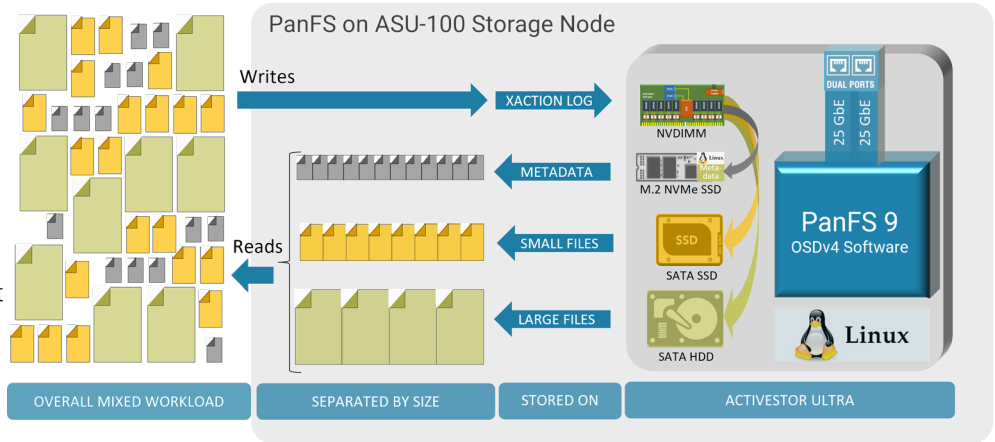 PanFS on ASU-100 Storage Node
Writes
XACTION LOG
DUAL PORTS
25 GbE
25 GbE
NVDIMM
METADATA
Linux
Meta-
data
M.2 NVMe SSD
PanFS 9
OSDv4 Software
SMALL FILES
SSD
SATA SSD
Reads
LARGE FILES
SATA HDD
Linux
OVERALL MIXED WORKLOAD
SEPARATED BY SIZE
STORED ON
ACTIVESTOR ULTRA